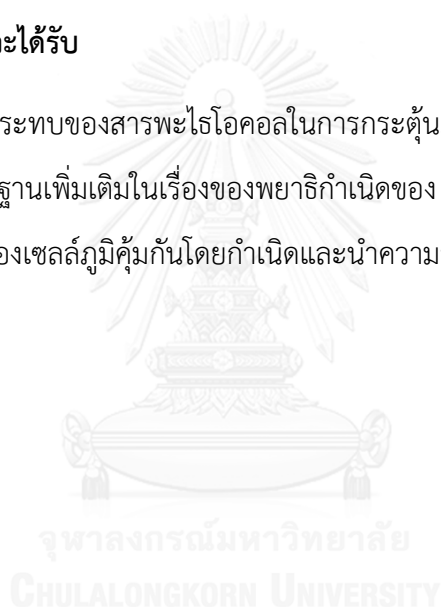 ะได้รับ
ระทบของสารพะไธโอคอลในการกระตุ้น
ฐานเพิ่มเติมในเรื่องของพยาธิกำเนิดของ
องเซลล์ภูมิคุ้มกันโดยกำเนิดและนำความ
จุฬาลงกรณ์มหาวิทยาลัย
CHULALONGKORN UNIVERSITY